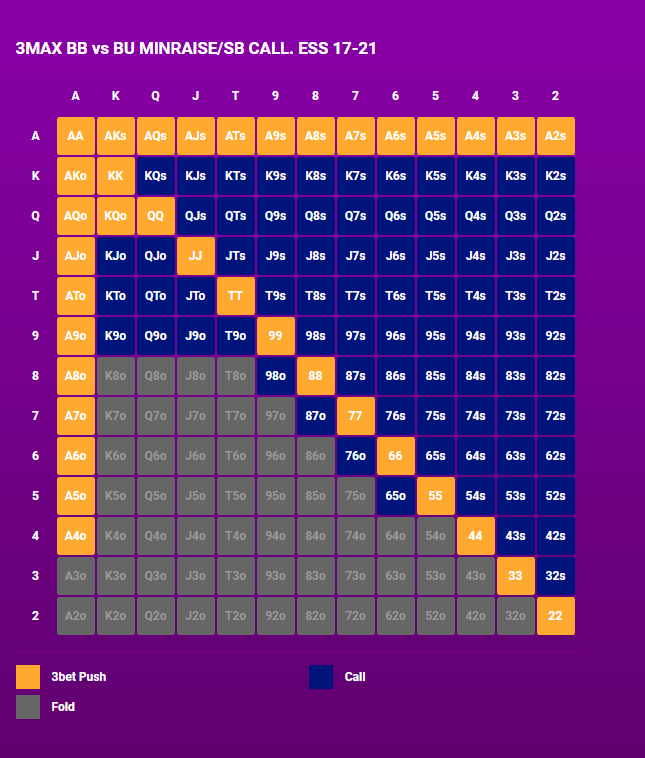 3MAX BB vs BU MINRAISE/SB CALL. ESS 17-21
A K Q J T 9 8 7 6 5 4 3 2
A AA AKs AQs AJs ATs A9s A8s A7s A6s A5s A4s A3s A2s
K AKo KK KQs KJs KTs K9s K8s K7s K6s K5s K4s K3s K2s
Q AQo KQo QQ QJs QTs Q9s Q8s Q7s Q6s Q5s Q4s Q3s Q2s
J AJo KJo QJo JJ JTs J9s J8s J7s J6s J5s J4s J3s J2s
T ATo KTo QTo JTo TT T9s T8s T7s T6s T5s T4s T3s T2s
9 A9o K9o Q9o J9o T9o 99 98s 97s 96s 95s 94s 93s 92s
8 A8o K8o Q8o J8o T8o 98o 88 87s 86s 85s 84s 83s 82s
7 A7o K7o Q7o J7o T7o 97o 87o 77 76s 75s 74s 73s 72s
6 A6o K6o Q6o J6o T6o 96o 86o 76o 66 65s 64s 63s 62s
5 A5o K5o Q5o J5o T5o 95o 85o 75o 65o 55 54s 53s 52s
4 A4o K4o Q4o J4o T4o 94o 84o 74o 64o 54o 44 43s 42s
3 A3o K3o Q3o J3o T3o 93o 83o 73o 63o 53o 43o 33 32s
2 A2o K2o Q2o J2o T2o 92o 82o 72o 62o 52o 42o 32o 22
3bet Push Call
Fold